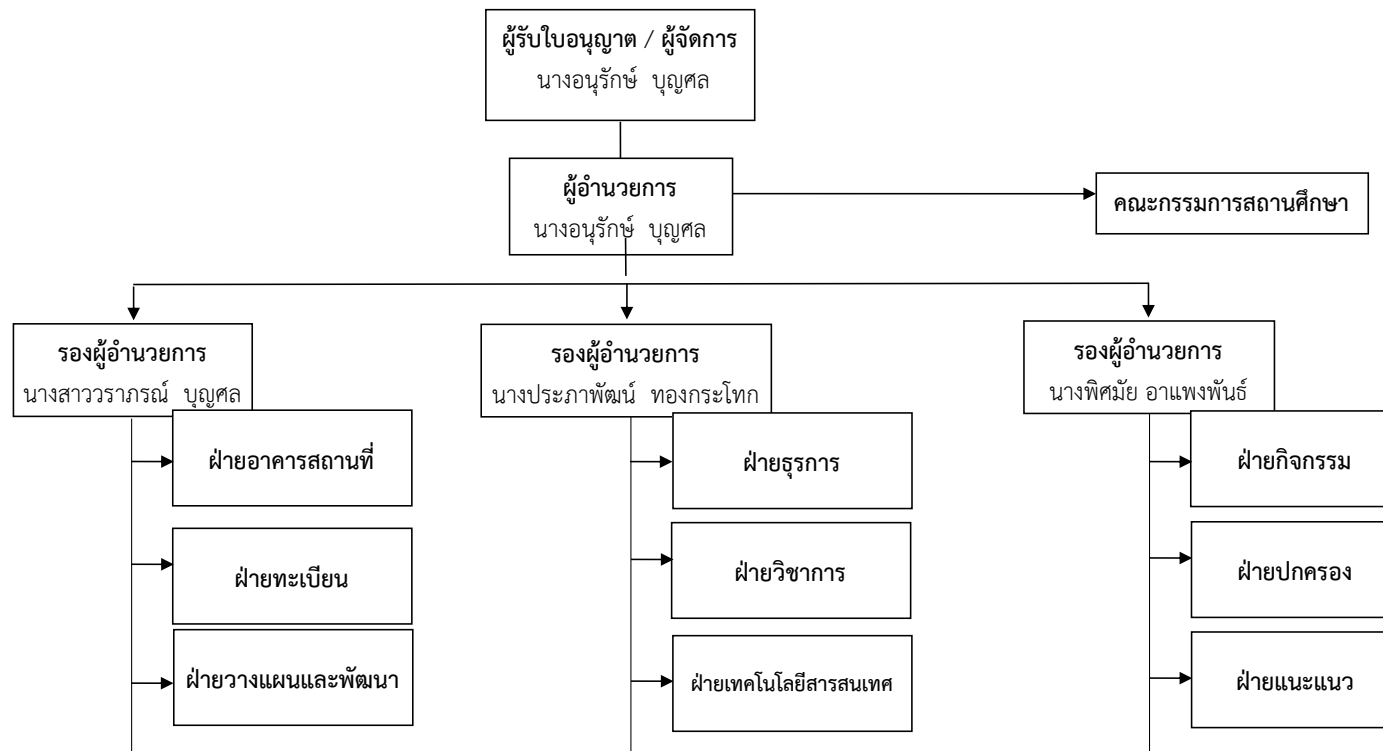 ผู้รับใบอนุญาต / ผู้จัดการ
นางอนุรักษ์ บุญศล
ผู้อำนวยการ
นางอนุรักษ์ บุญศล
คณะกรรมการสถานศึกษา
รองผู้อำนวยการ
นางสาววราภรณ์ บุญศล
ฝ่ายอาคารสถานที่
ฝ่ายทะเบียน
ฝ่ายวางแผนและพัฒนา
รองผู้อำนวยการ
นางประภาพัฒน์ ทองกระโทก
ฝ่ายธุรการ
ฝ่ายวิชาการ
ฝ่ายเทคโนโลยีสารสนเทศ
รองผู้อำนวยการ
นางพิศมัย อาแพงพันธ์
ฝ่ายกิจกรรม
ฝ่ายปกครอง
ฝ่ายแนะแนว